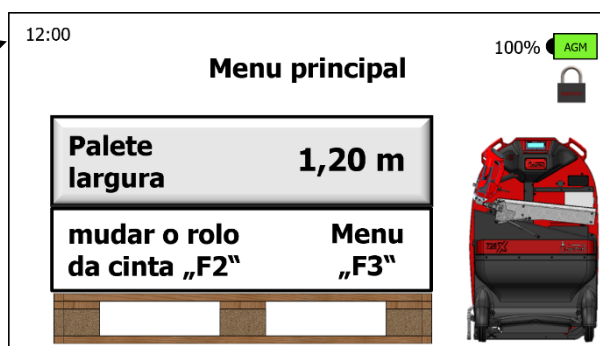 12:00
100% AGM
Menu principal
Palete
largura
1,20 m
mudar o rolo
da cinta „F2“
Menu
„F3“